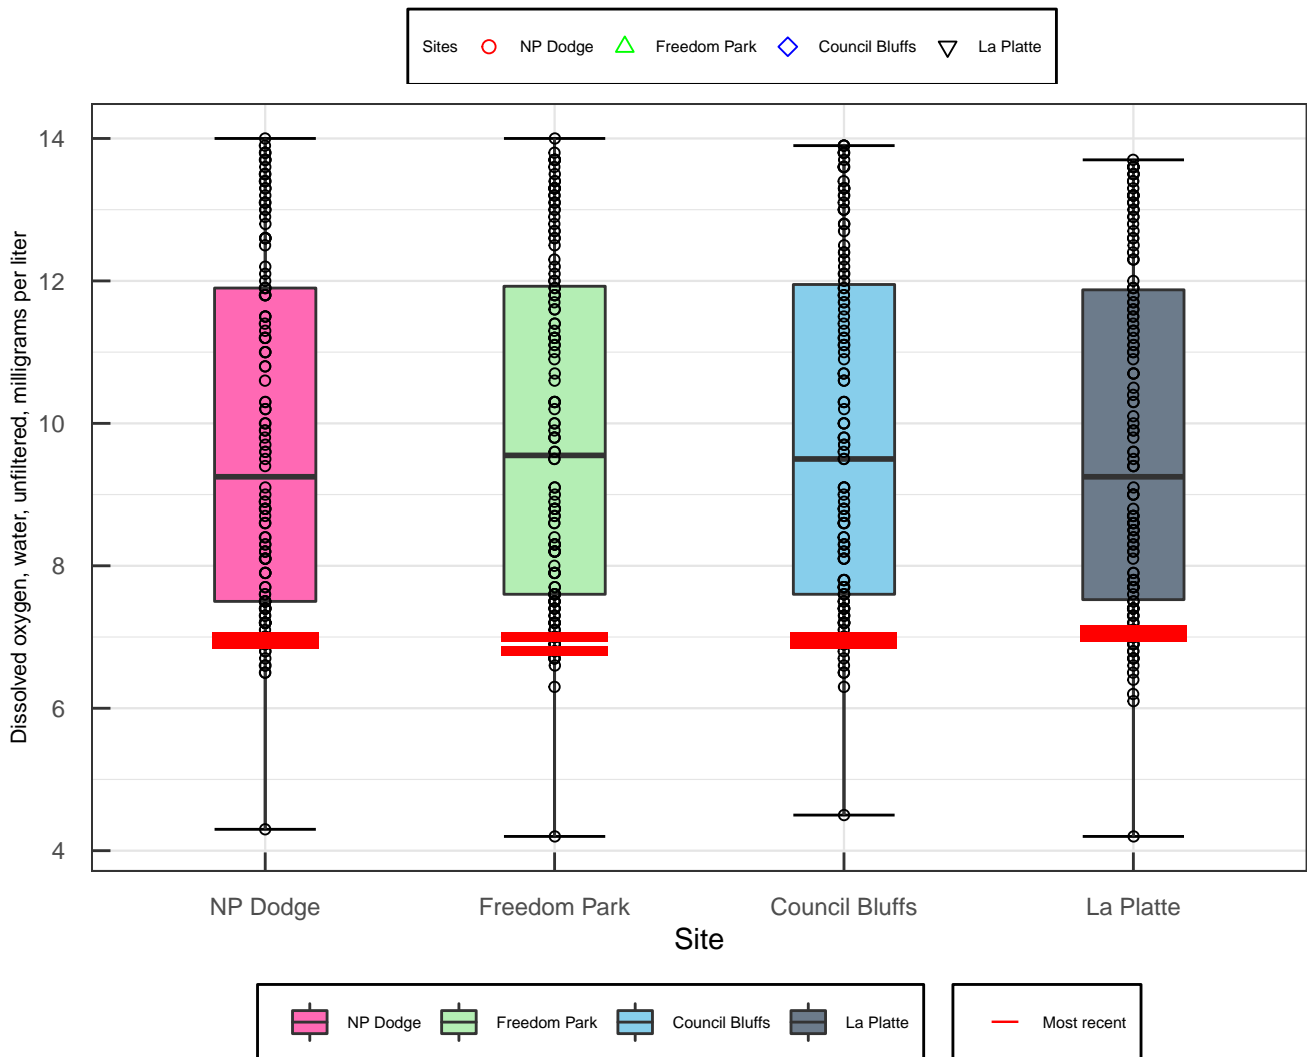 Sites NP Dodge Freedom Park Council Bluffs La Platte
Dissolved oxygen, water, unfiltered, milligrams per liter
14
12
10
8
6
4
NP Dodge Freedom Park Council Bluffs La Platte
Site
NP Dodge Freedom Park Council Bluffs La Platte Most recent